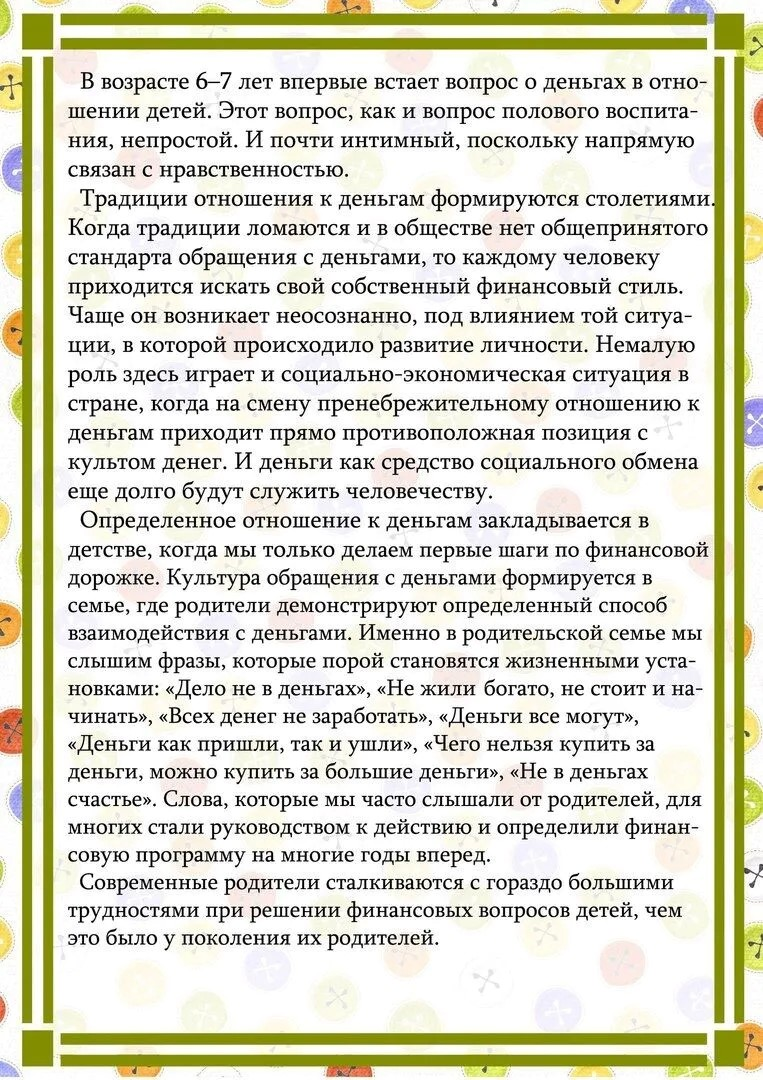 В возрасте 6–7 лет впервые встает вопрос о деньгах в отно-
шении детей. Этот вопрос, как и вопрос полового воспита-
ния, непростой. И почти интимный, поскольку напрямую
связан с нравственностью.
Традиции отношения к деньгам формируются столетиями.
Когда традиции ломаются и в обществе нет общепринятого
стандарта обращения с деньгами, то каждому человеку
приходится искать свой собственный финансовый стиль.
Чаще он возникает неосознанно, под влиянием той ситуа-
ции, в которой происходило развитие личности. Немалую
роль здесь играет и социально-экономическая ситуация в
стране, когда на смену пренебрежительному отношению к
деньгам приходит прямо противоположная позиция с
культом денег. И деньги как средство социального обмена
еще долго будут служить человечеству.
Определенное отношение к деньгам закладывается в
детстве, когда мы только делаем первые шаги по финансовой
дорожке. Культура обращения с деньгами формируется в
семье, где родители демонстрируют определенный способ
взаимодействия с деньгами. Именно в родительской семье мы
слышим фразы, которые порой становятся жизненными уста-
новками: «Дело не в деньгах», «Не жили богато, не стоит и на-
чинать», «Всех денег не заработать», «Деньги все могут»,
«Деньги как пришли, так и ушли», «Чего нельзя купить за
деньги, можно купить за большие деньги», «Не в деньгах
счастье». Слова, которые мы часто слышали от родителей, для
многих стали руководством к действию и определили финан-
совую программу на многие годы вперед.
Современные родители сталкиваются с гораздо большими
трудностями при решении финансовых вопросов детей, чем
это было у поколения их родителей.